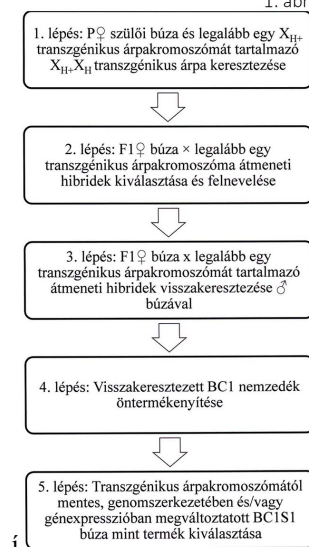 1. ábr
1. lépés: P♀ szülői búza és legalább egy X_H+
transzgénikus árpakromoszómát tartalmazó
X_H+X_H transzgénikus árpa keresztezése
2. lépés: F1♀ búza × legalább egy
transzgénikus árpakromoszóma átmeneti
hibridek kiválasztása és felnevelése
3. lépés: F1♀ búza x legalább egy
transzgénikus árpakromoszómát tartalmazó
átmeneti hibridek visszakeresztezése ♂
búzával
4. lépés: Visszakeresztezett BC1 nemzedék
öntermékenyítése
5. lépés: Transzgénikus árpakromoszómától
mentes, genomszerkezetében és/vagy
génexpresszióban megváltoztatott BC1S1
búza mint termék kiválasztása